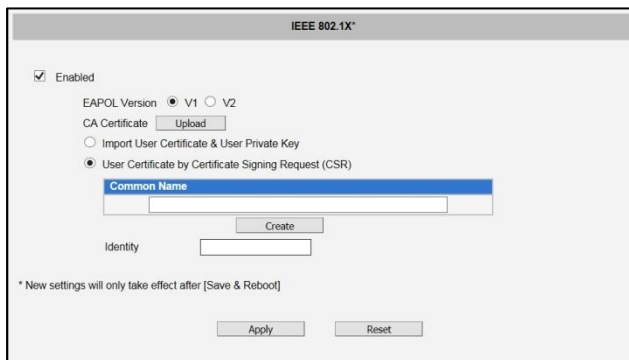 IEEE 802.1X*
Enabled
EAPOL Version V1 V2
CA Certificate Upload
Import User Certificate & User Private Key
User Certificate by Certificate Signing Request (CSR)
Common Name
Create
Identity
* New settings will only take effect after [Save & Reboot]
Apply Reset